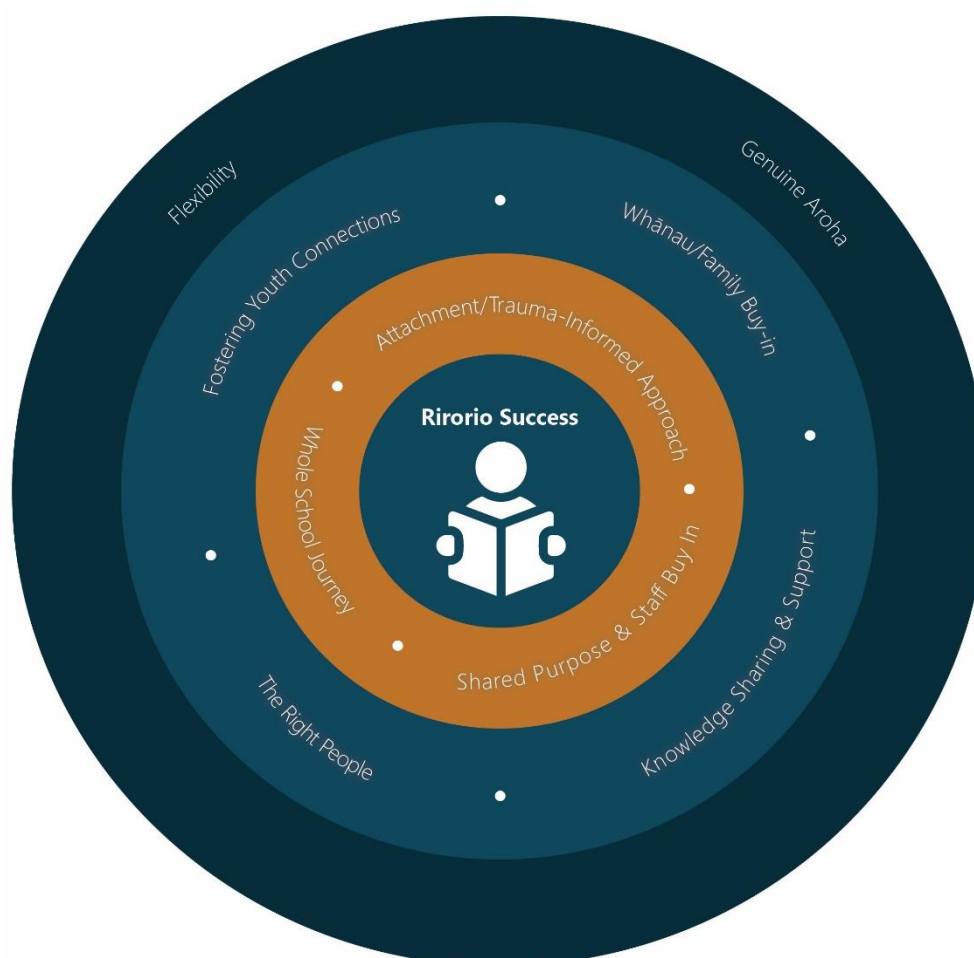 Flexibility
Genuine Aroha
Fostering Youth Connections
Whānau/Family Buy-in
Attachment/Trauma-Informed Approach
Rirorio Success
Whole School Journey
Shared Purpose & Staff Buy In
Knowledge Sharing & Support
The Right People